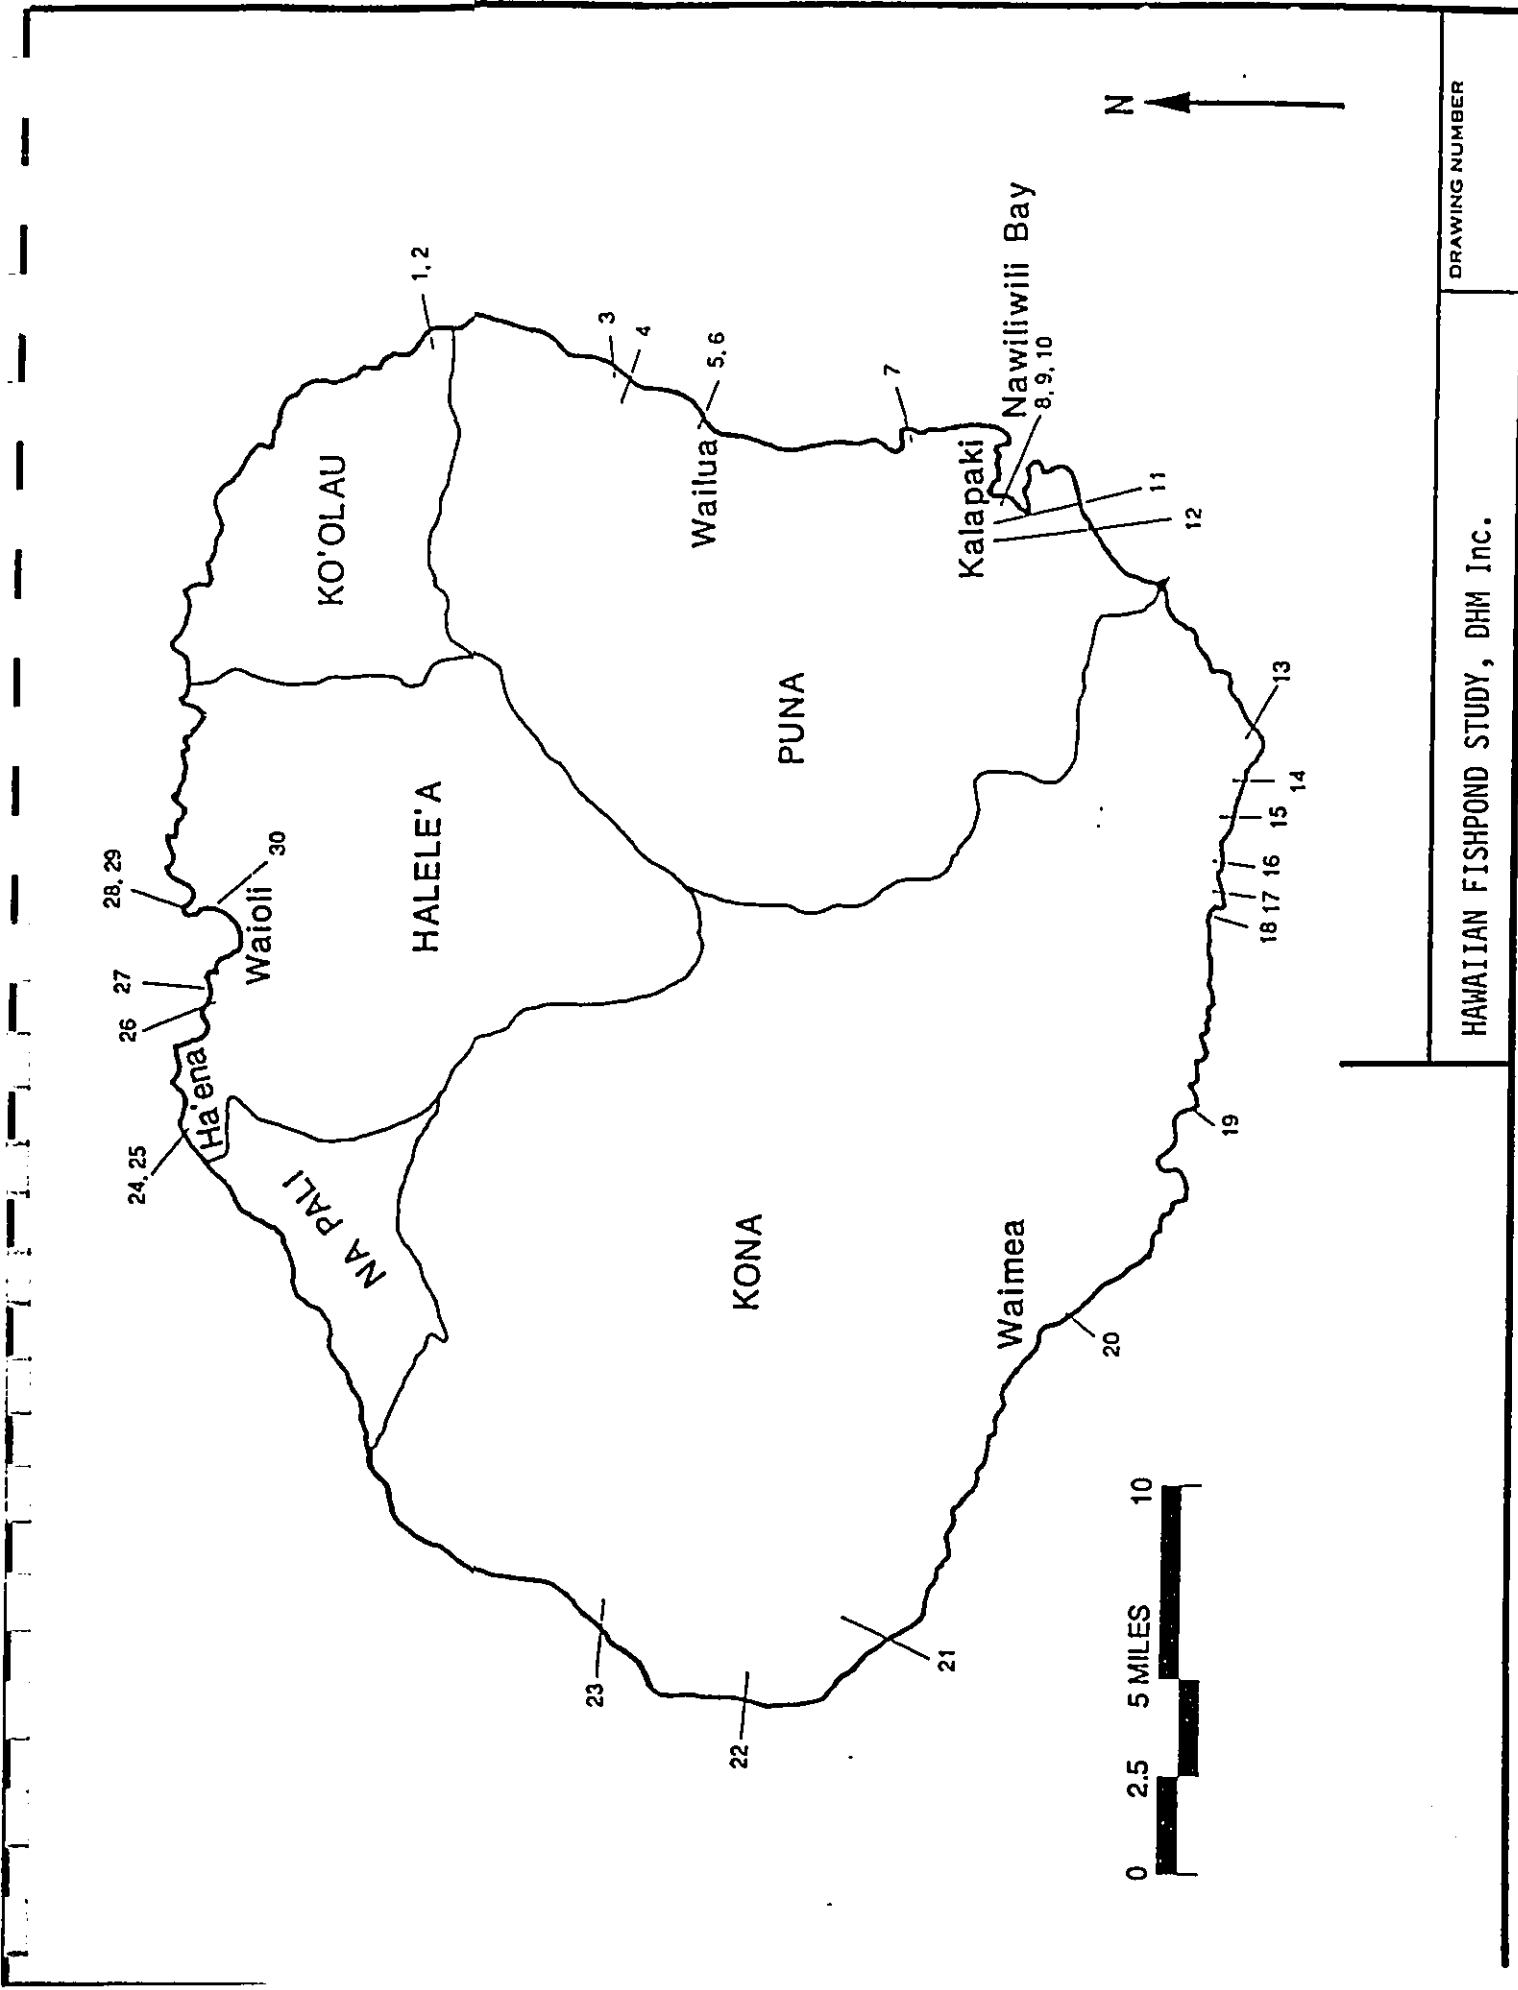 28, 29
27
26
24, 25
30
Waioli
Ha'ena
KO'OLAU
1, 2
HALELE'A
NA PALI
3
4
5, 6
Wailua
23
22
KONA
PUNA
7
Nawiliwili Bay
8, 9, 10
Kalapaki
11
12
N
Waimea
21
20
19
18
17
16
15
14
13
0 2.5 5 MILES 10
HAWAIIAN FISHPOND STUDY, DHM Inc.
DRAWING NUMBER